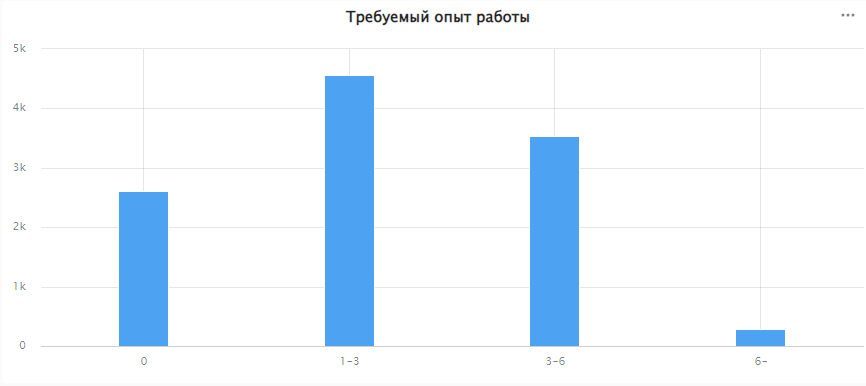 Требуемый опыт работы
5k
4k
3k
2k
1k
0
0 1-3 3-6 6-